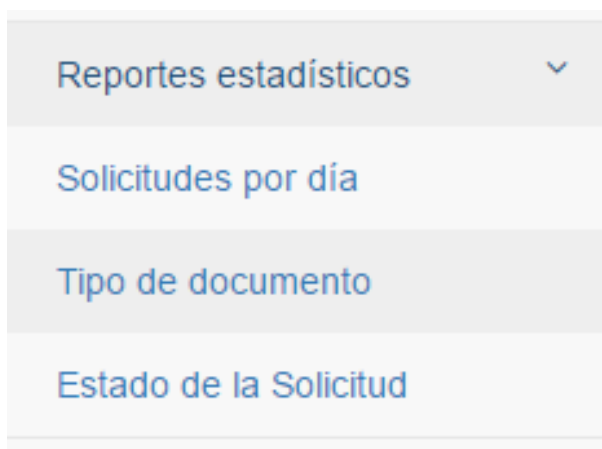 Reportes estadísticos
Solicitudes por día
Tipo de documento
Estado de la Solicitud